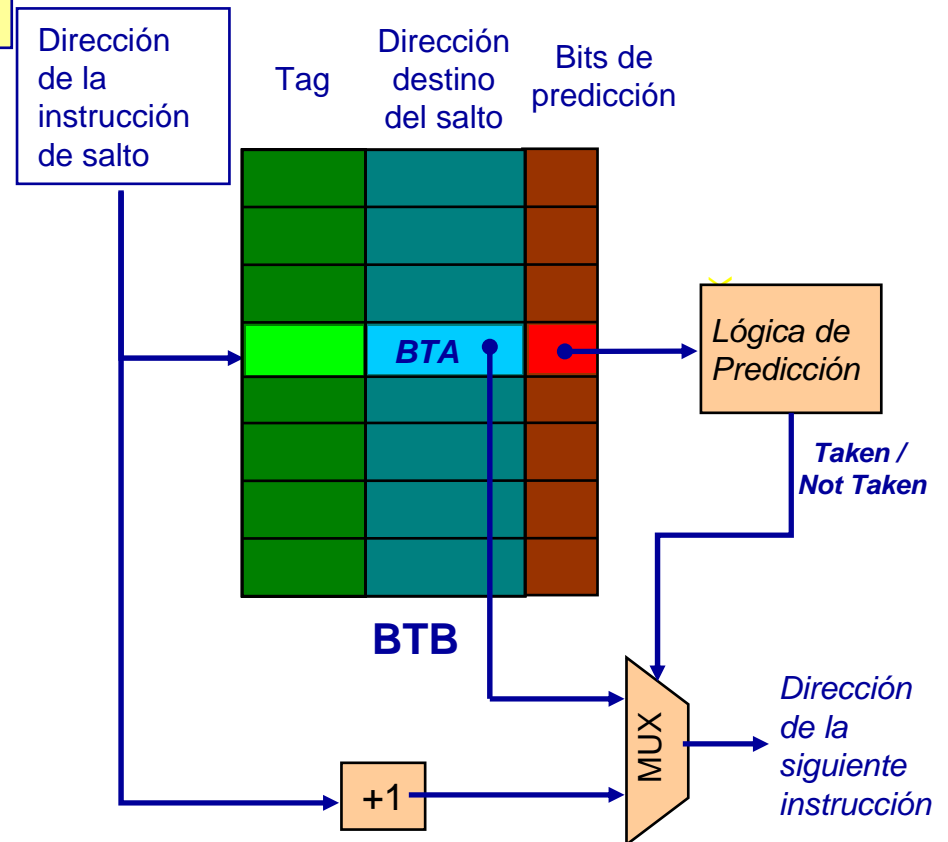 Dirección
de la
instrucción
de salto
Tag
Dirección
destino
del salto
Bits de
predicción
BTA
Lógica de
Predicción
Taken /
Not Taken
BTB
MUX
+1
Dirección
de la
siguiente
instrucción